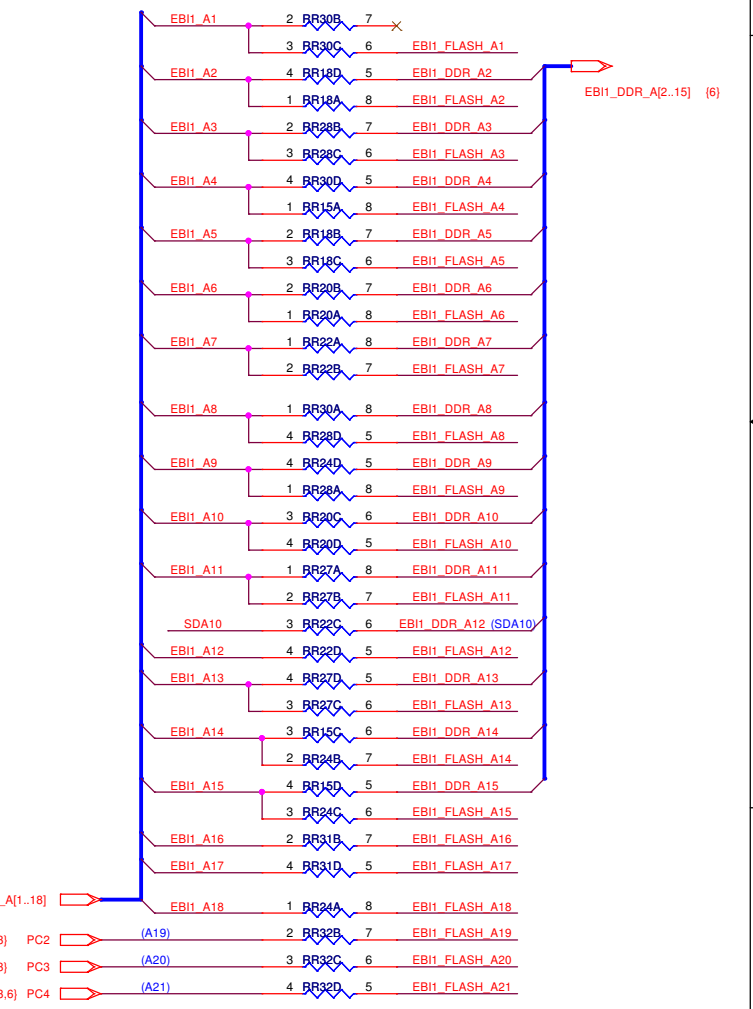 EBI1_A1 2 RR30B 7
3 RR30C 6 EBI1_FLASH_A1
EBI1_A2 4 RR18D 5 EBI1_DDR_A2
EBI1_DDR_A[2..15] {6}
1 RR18A 8 EBI1_FLASH_A2
EBI1_A3 2 RR28B 7 EBI1_DDR_A3
3 RR28C 6 EBI1_FLASH_A3
EBI1_A4 4 RR30D 5 EBI1_DDR_A4
1 RR15A 8 EBI1_FLASH_A4
EBI1_A5 2 RR18B 7 EBI1_DDR_A5
3 RR18C 6 EBI1_FLASH_A5
EBI1_A6 2 RR20B 7 EBI1_DDR_A6
1 RR20A 8 EBI1_FLASH_A6
EBI1_A7 1 RR22A 8 EBI1_DDR_A7
2 RR22B 7 EBI1_FLASH_A7
EBI1_A8 1 RR30A 8 EBI1_DDR_A8
4 RR28D 5 EBI1_FLASH_A8
EBI1_A9 4 RR24D 5 EBI1_DDR_A9
1 RR28A 8 EBI1_FLASH_A9
EBI1_A10 3 RR20C 6 EBI1_DDR_A10
4 RR20D 5 EBI1_FLASH_A10
EBI1_A11 1 RR27A 8 EBI1_DDR_A11
2 RR27B 7 EBI1_FLASH_A11
SDA10 3 RR22C 6 EBI1_DDR_A12 (SDA10)
EBI1_A12 4 RR22D 5 EBI1_FLASH_A12
EBI1_A13 4 RR27D 5 EBI1_DDR_A13
3 RR27C 6 EBI1_FLASH_A13
EBI1_A14 3 RR15C 6 EBI1_DDR_A14
2 RR24B 7 EBI1_FLASH_A14
EBI1_A15 4 RR15D 5 EBI1_DDR_A15
3 RR24C 6 EBI1_FLASH_A15
EBI1_A16 2 RR31B 7 EBI1_FLASH_A16
EBI1_A17 4 RR31D 5 EBI1_FLASH_A17
_A[1..18]
EBI1_A18 1 RR24A 8 EBI1_FLASH_A18
3} PC2 (A19) 2 RR32B 7 EBI1_FLASH_A19
3} PC3 (A20) 3 RR32C 6 EBI1_FLASH_A20
3,6} PC4 (A21) 4 RR32D 5 EBI1_FLASH_A21